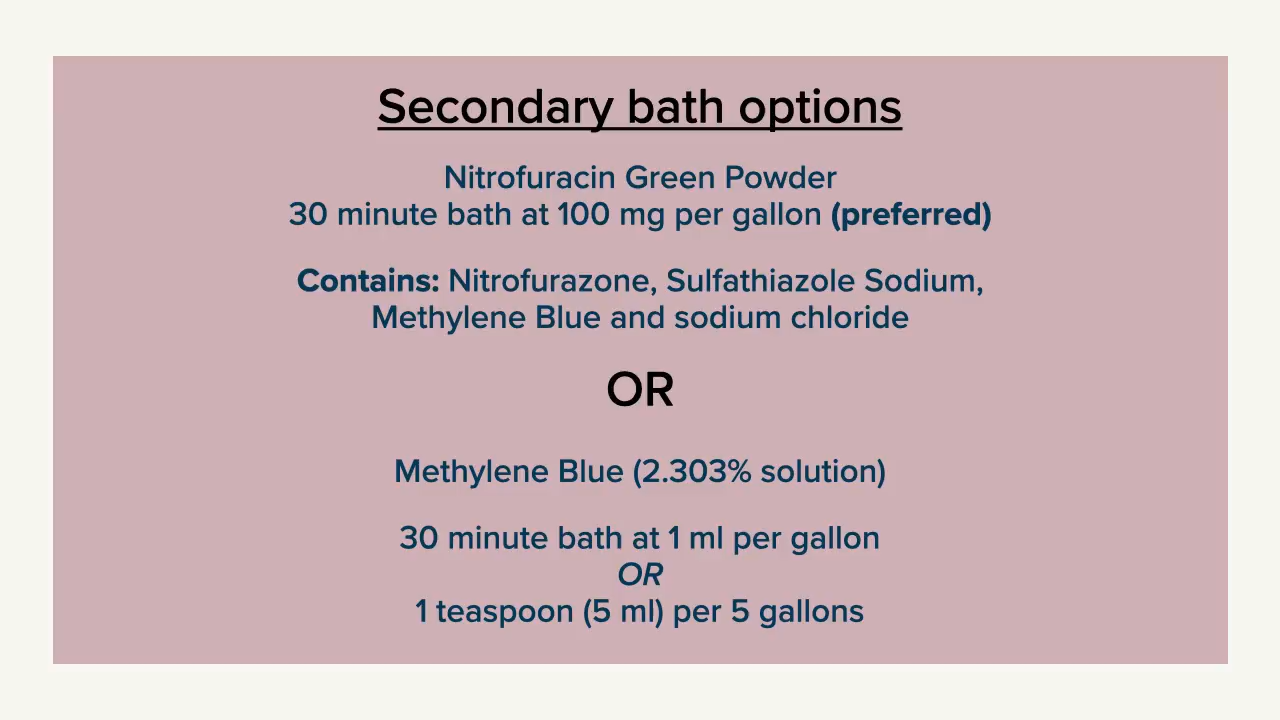 Secondary bath options
Nitrofuracin Green Powder
30 minute bath at 100 mg per gallon (preferred)
Contains: Nitrofurazone, Sulfathiazole Sodium,
Methylene Blue and sodium chloride
OR
Methylene Blue (2.303% solution)
30 minute bath at 1 ml per gallon
OR
1 teaspoon (5 ml) per 5 gallons